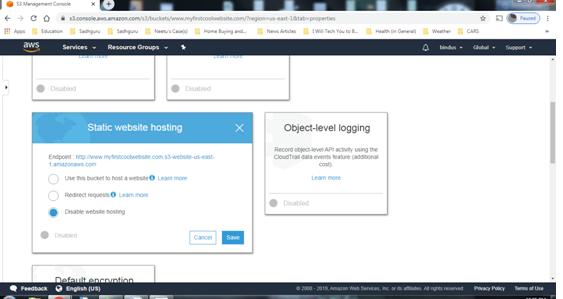 S3 Management Console
s3.console.aws.amazon.com/s3/buckets/www.myfirstcoolwebsite.com/?region=us-east-1&tab=properties
Paused
Apps Education Sadhguru Sadhguru Neetu's Case(s) Home Buying and... News Articles I Will Tech You to B... Health (in General) Weather CARS
aws Services Resource Groups bindus Global Support
Learn more Learn more
Disabled Disabled
Static website hosting
Endpoint : http://www.myfirstcoolwebsite.com.s3-website-us-east-
1.amazonaws.com
Use this bucket to host a website Learn more
Redirect requests Learn more
Disable website hosting
Disabled Cancel Save
Object-level logging
Record object-level API activity using the
CloudTrail data events feature (additional
cost).
Learn more
Disabled
Default encryption
Feedback English (US) © 2008 - 2019, Amazon Web Services, Inc. or its affiliates. All rights reserved. Privacy Policy Terms of Use